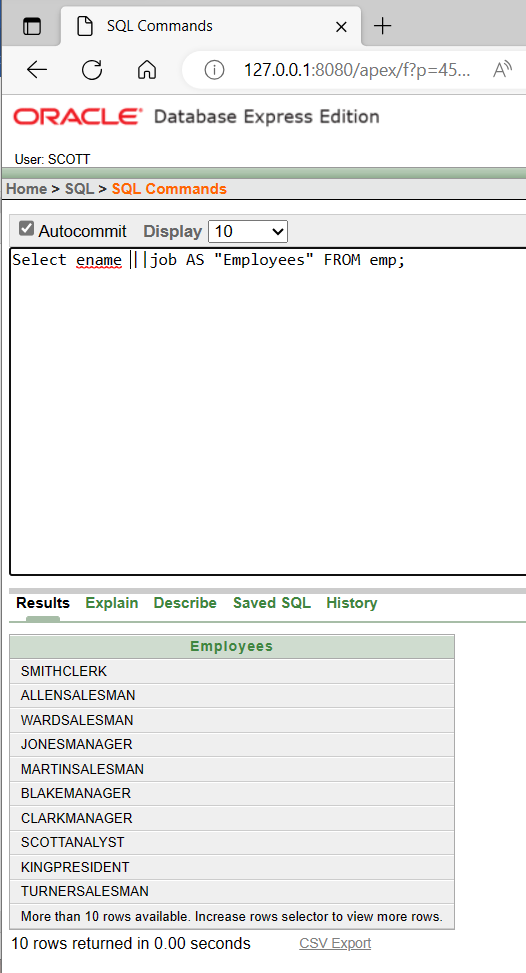 SQL Commands
127.0.0.1:8080/apex/f?p=45...
ORACLE Database Express Edition
User: SCOTT
Home > SQL > SQL Commands
Autocommit Display 10
Select ename ||job AS "Employees" FROM emp;
Results Explain Describe Saved SQL History
Employees
SMITHCLERK
ALLENSALESMAN
WARDSALESMAN
JONESMANAGER
MARTINSALESMAN
BLAKEMANAGER
CLARKMANAGER
SCOTTANALYST
KINGPRESIDENT
TURNERSALESMAN
More than 10 rows available. Increase rows selector to view more rows.
10 rows returned in 0.00 seconds CSV Export